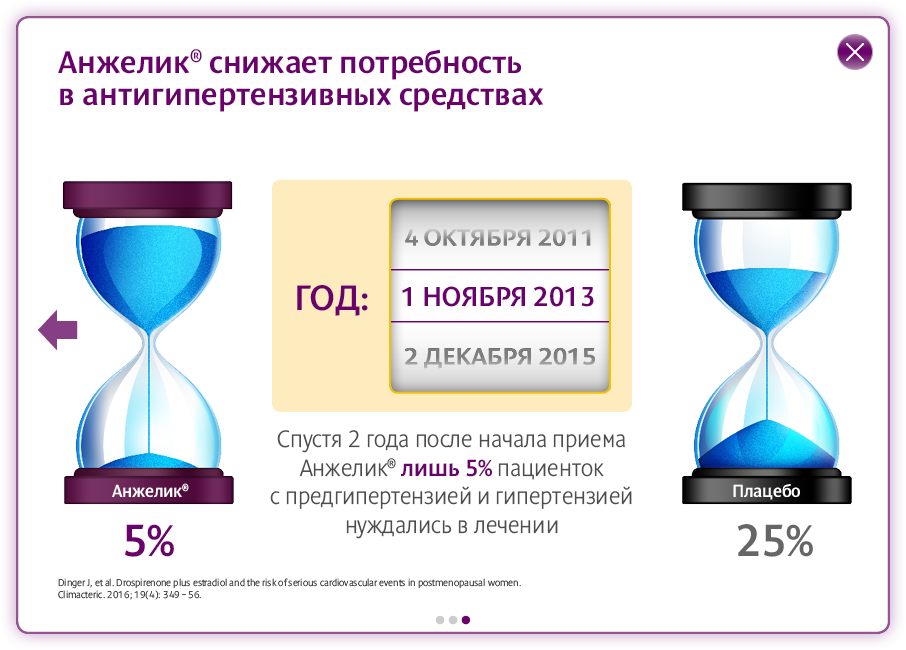 Анжелик® снижает потребность
в антигипертензивных средствах
4 ОКТЯБРЯ 2011
ГОД:
1 НОЯБРЯ 2013
2 ДЕКАБРЯ 2015
Спустя 2 года после начала приема
Анжелик® лишь 5% пациенток
с предгипертензией и гипертензией
нуждались в лечении
Анжелик®
5%
Плацебо
25%
Dinger J, et al. Drospirenone plus estradiol and the risk of serious cardiovascular events in postmenopausal women.
Climacteric. 2016; 19(4): 349 – 56.